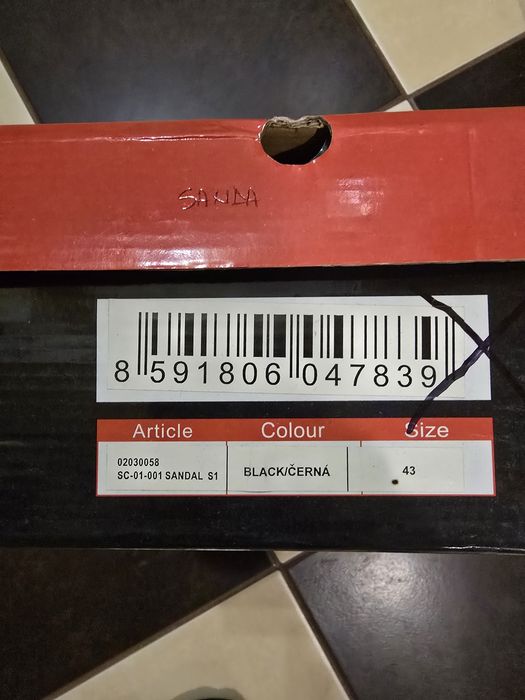 SANDA
8 591806 047839
Article Colour Size
02030058
SC-01-001 SANDAL S1 BLACK/ČERNÁ 43